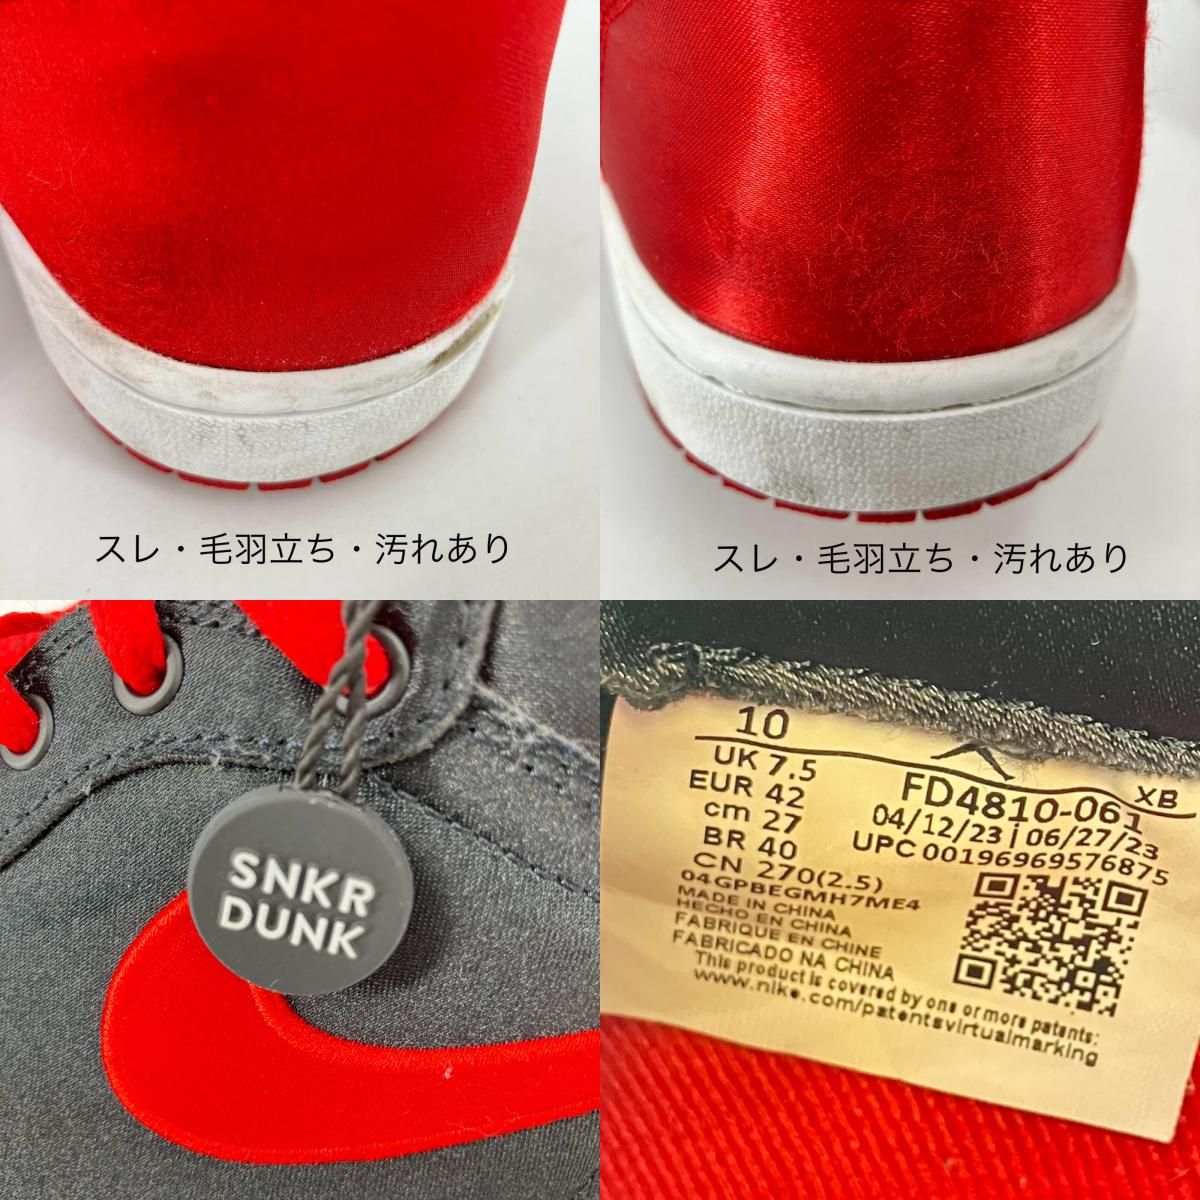 スレ・毛羽立ち・汚れあり
スレ・毛羽立ち・汚れあり
SNKR
DUNK
10
UK 7.5
EUR 42
cm 27
BR 40
CN 270(2.5)
XB
FD4810-061
04/12/23 | 06/27/23
UPC 00196969576875
04GPBEGMH7ME4
MADE IN CHINA
HECHO EN CHINA
FABRIQUE EN CHINE
FABRICADO NA CHINA
This product is covered by one or more patents:
www.nike.com/patentsvirtualmarking